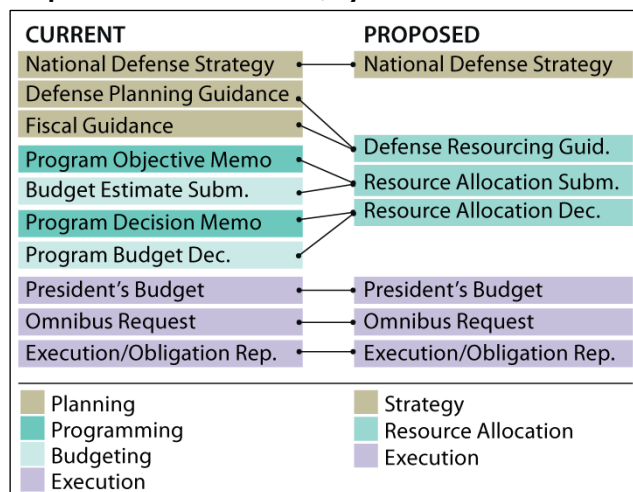 CURRENT
National Defense Strategy
Defense Planning Guidance
Fiscal Guidance
Program Objective Memo
Budget Estimate Subm.
Program Decision Memo
Program Budget Dec.
President's Budget
Omnibus Request
Execution/Obligation Rep.
PROPOSED
National Defense Strategy
Defense Resourcing Guid.
Resource Allocation Subm.
Resource Allocation Dec.
President's Budget
Omnibus Request
Execution/Obligation Rep.
Planning
Programming
Budgeting
Execution
Strategy
Resource Allocation
Execution